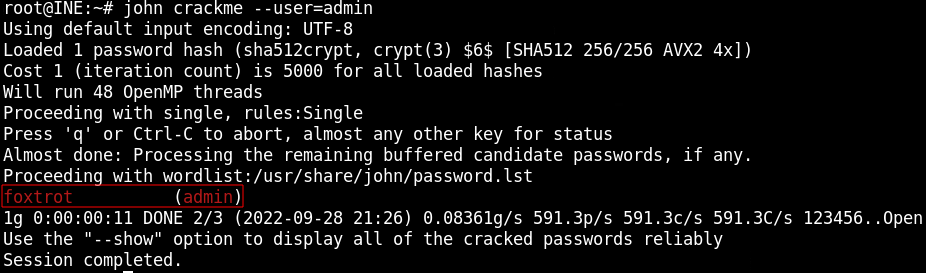 root@INE:~# john crackme --user=admin
Using default input encoding: UTF-8
Loaded 1 password hash (sha512crypt, crypt(3) $6$ [SHA512 256/256 AVX2 4x])
Cost 1 (iteration count) is 5000 for all loaded hashes
Will run 48 OpenMP threads
Proceeding with single, rules:Single
Press 'q' or Ctrl-C to abort, almost any other key for status
Almost done: Processing the remaining buffered candidate passwords, if any.
Proceeding with wordlist:/usr/share/john/password.lst
foxtrot          (admin)
1g 0:00:00:11 DONE 2/3 (2022-09-28 21:26) 0.08361g/s 591.3p/s 591.3c/s 591.3C/s 123456..Open
Use the "--show" option to display all of the cracked passwords reliably
Session completed.